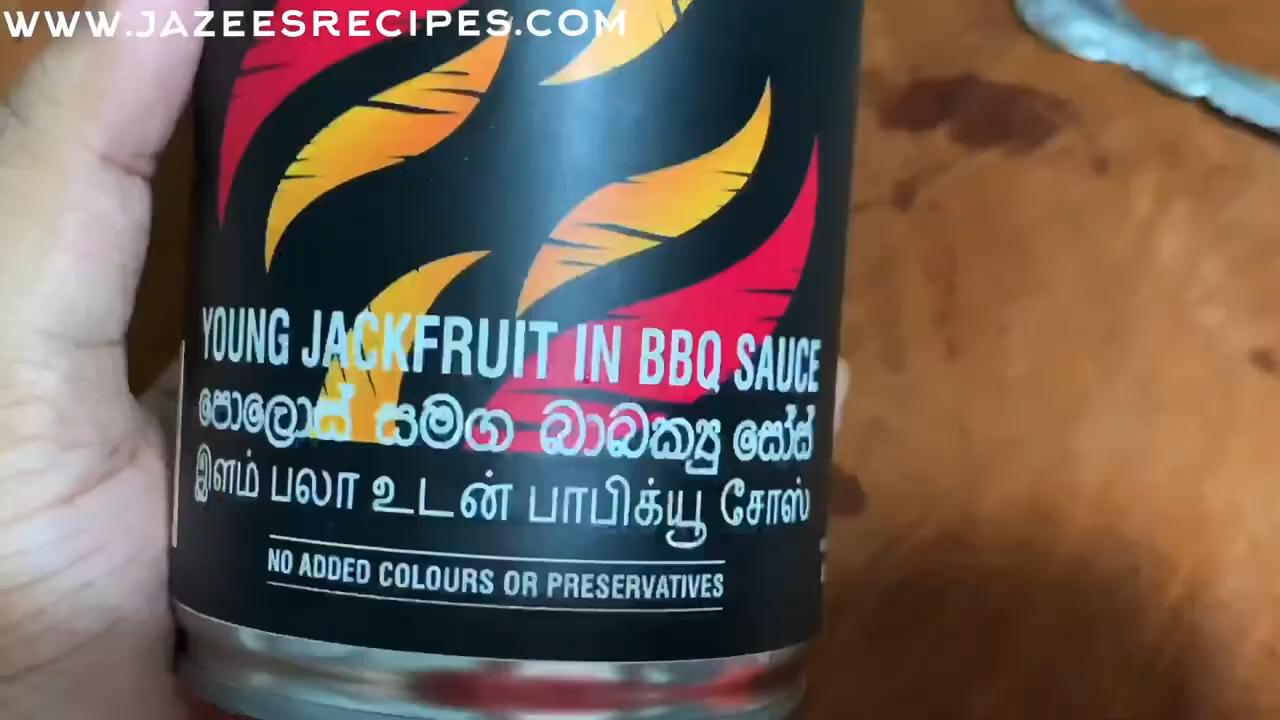 WWW.JAZEESRECIPES.COM
YOUNG JACKFRUIT IN BBQ SAUCE
පොලොස් සමග බාබකියු සෝස්
இளம் பலா உடன் பாபிக்யூ சோஸ்
NO ADDED COLOURS OR PRESERVATIVES